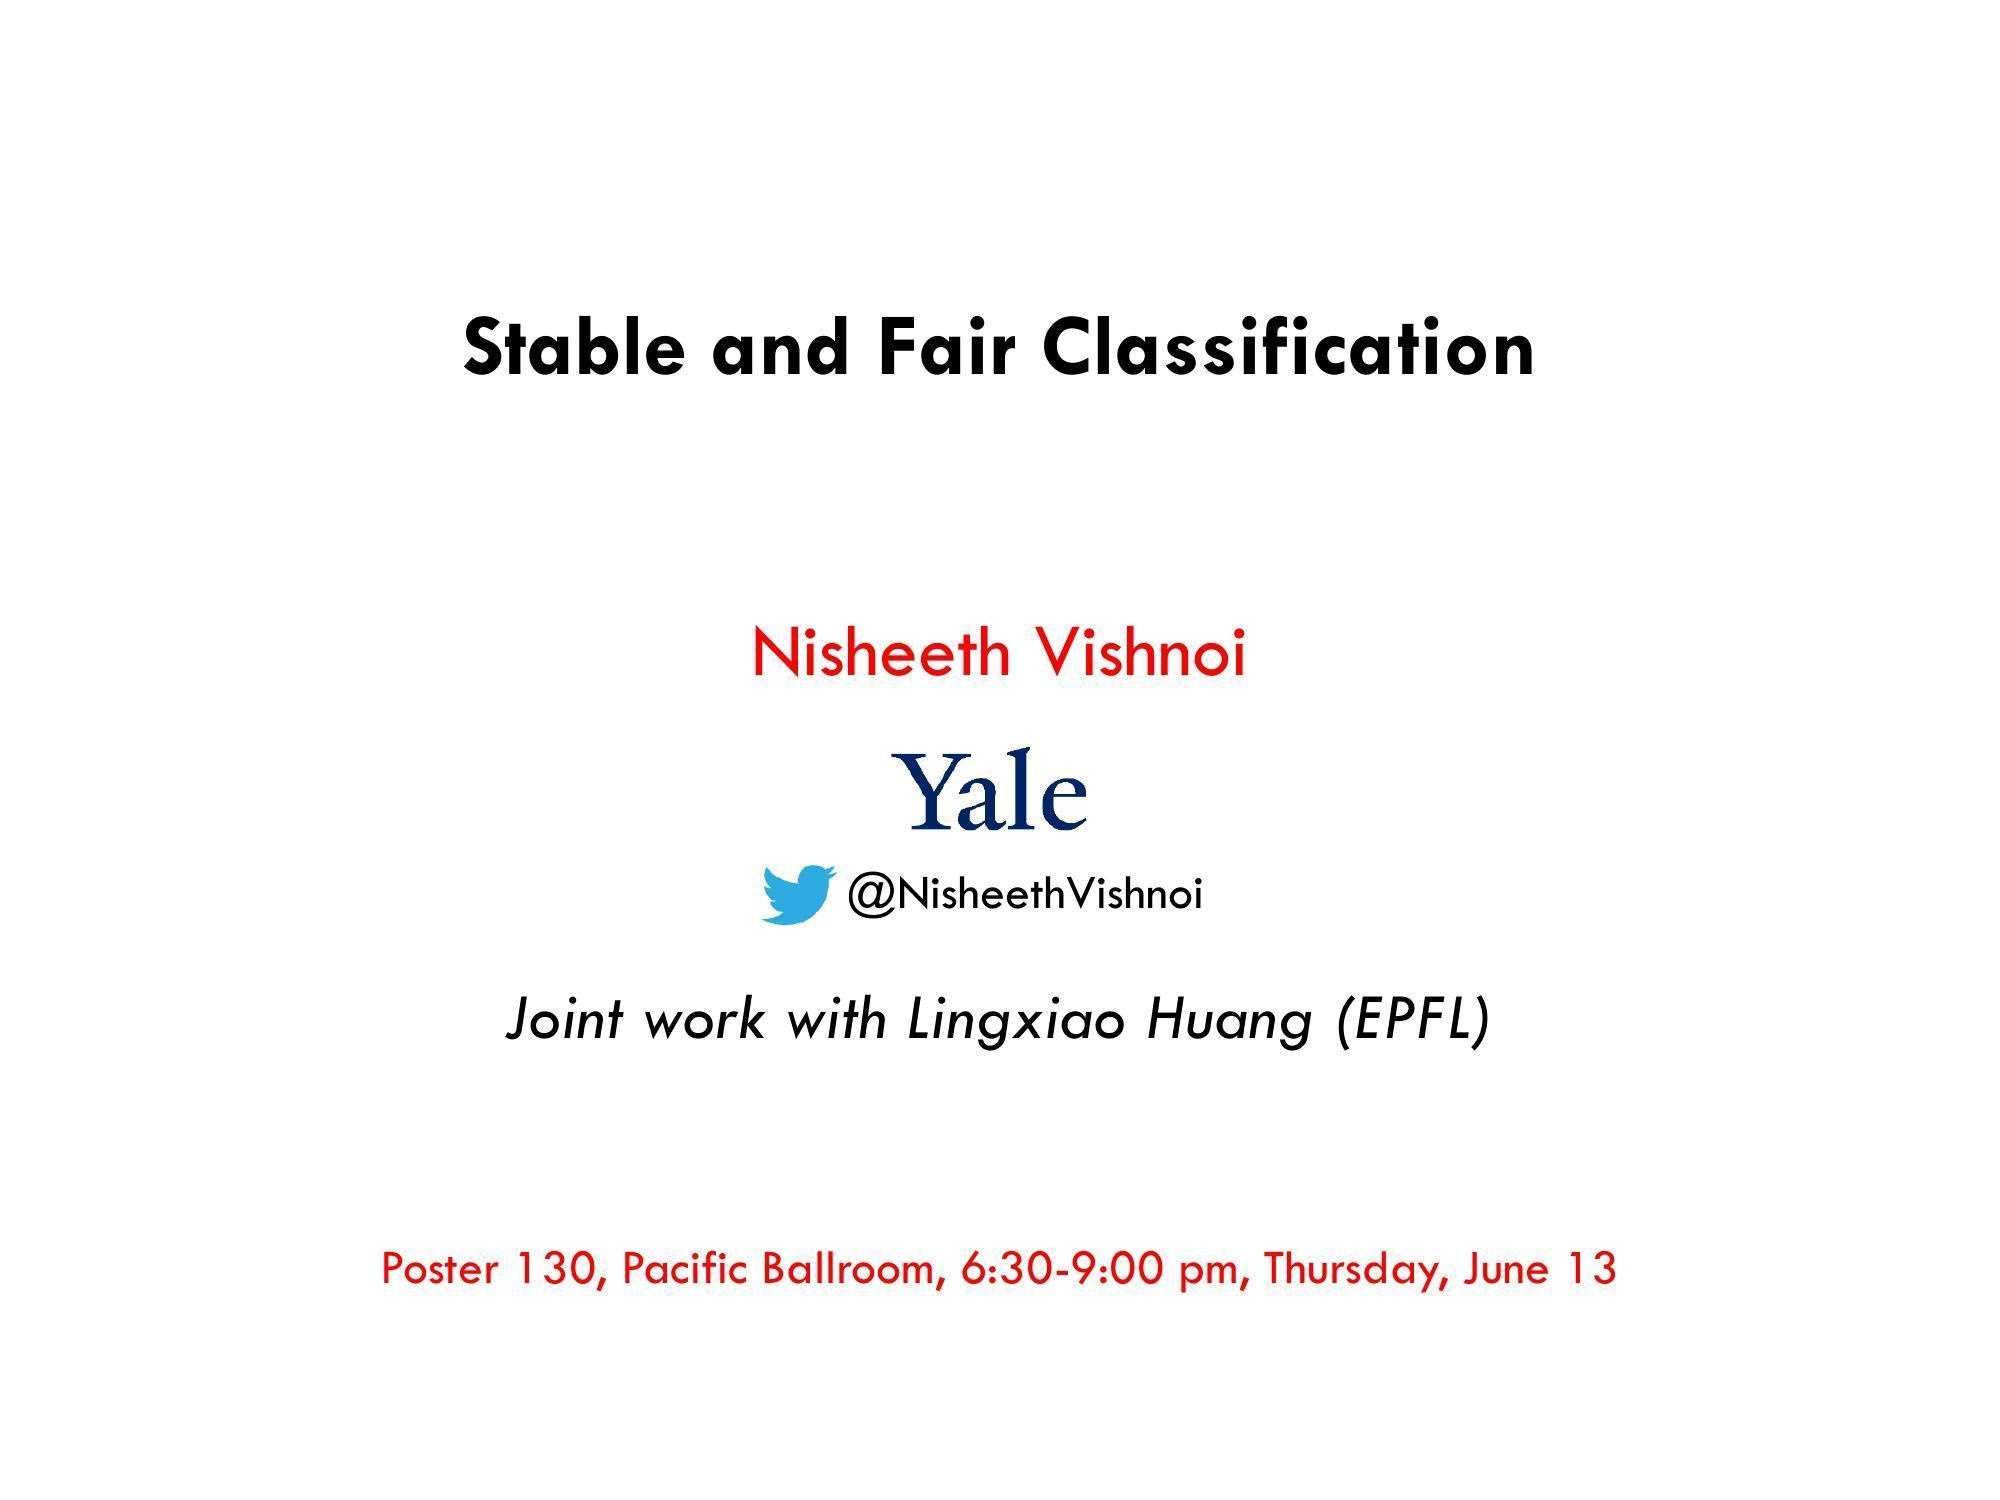 Stable and Fair Classification
Nisheeth Vishnoi
Yale
@NisheethVishnoi
Joint work with Lingxiao Huang (EPFL)
Poster 130, Pacific Ballroom, 6:30-9:00 pm, Thursday, June 13